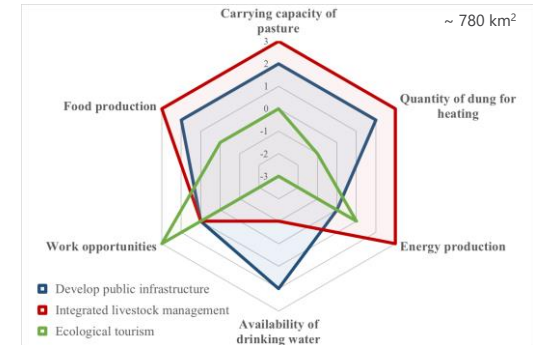 Carrying capacity of
pasture
~ 780 km²
3
2
1
0
-1
-2
-3
Food production
Quantity of dung for
heating
Work opportunities
Energy production
Develop public infrastructure
Integrated livestock management
Ecological tourism
Availability of
drinking water